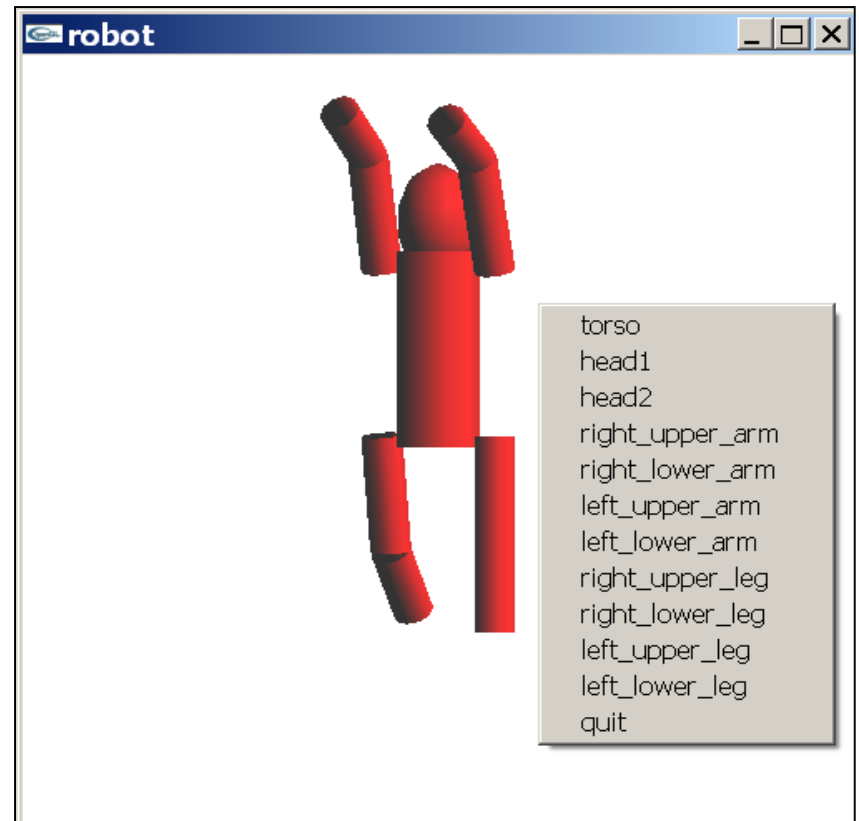 robot
torso
head1
head2
right_upper_arm
right_lower_arm
left_upper_arm
left_lower_arm
right_upper_leg
right_lower_leg
left_upper_leg
left_lower_leg
quit